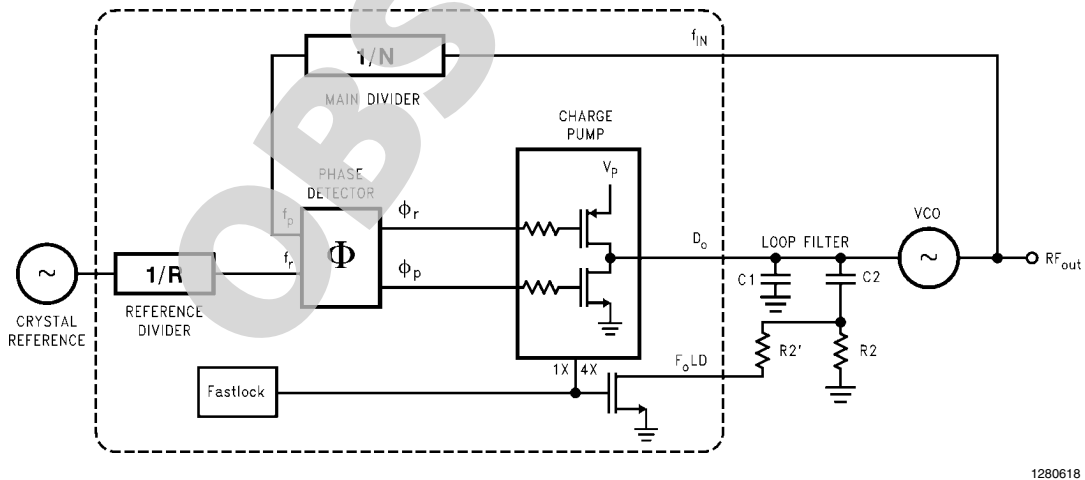 f_IN
1/N
MAIN DIVIDER
CHARGE
PUMP
V_P
PHASE
DETECTOR
f_p
f_r
Φ
ϕ_r
ϕ_p
D_o
LOOP FILTER
VCO
RF_out
C1
C2
R2'
R2
~
~
1/R
REFERENCE
DIVIDER
CRYSTAL
REFERENCE
Fastlock
1X 4X
F_oLD
OBS
1280618